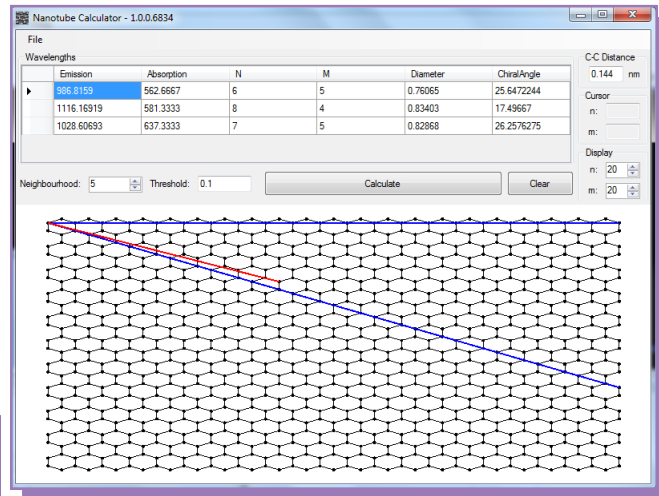 Nanotube Calculator - 1.0.0.6834
File
Wavelengths
Emission Absorption N M Diameter ChiralAngle
986.8159 562.6667 6 5 0.76065 25.6472244
1116.16919 581.3333 8 4 0.83403 17.49667
1028.60693 637.3333 7 5 0.82868 26.2576275
C-C Distance
0.144 nm
Cursor
n:
m:
Display
n: 20
m: 20
Neighbourhood: 5 Threshold: 0.1 Calculate Clear